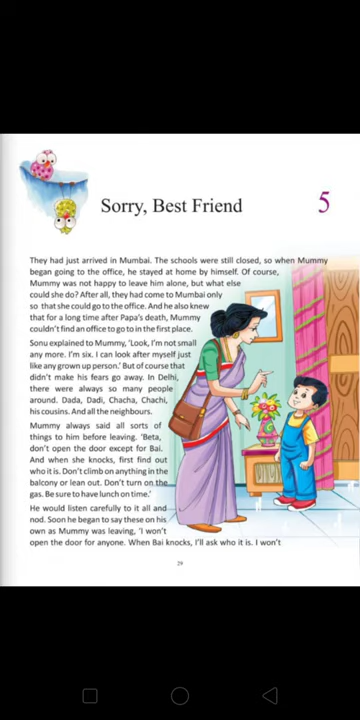 Sorry, Best Friend 5
They had just arrived in Mumbai. The schools were still closed, so when Mummy
began going to the office, he stayed at home by himself. Of course,
Mummy was not happy to leave him alone, but what else
could she do? After all, they had come to Mumbai only
so that she could go to the office. And he also knew
that for a long time after Papa's death, Mummy
couldn't find an office to go to in the first place.
Sonu explained to Mummy, 'Look, I'm not small
any more. I'm six. I can look after myself just
like any grown up person.' But of course that
didn't make his fears go away. In Delhi,
there were always so many people
around. Dada, Dadi, Chacha, Chachi,
his cousins. And all the neighbours.
Mummy always said all sorts of
things to him before leaving. 'Beta,
don't open the door except for Bai.
And when she knocks, first find out
who it is. Don't climb on anything in the
balcony or lean out. Don't turn on the
gas. Be sure to have lunch on time.'
He would listen carefully to it all and
nod. Soon he began to say these on his
own as Mummy was leaving, 'I won't
open the door for anyone. When Bai knocks, I'll ask who it is. I won't
29